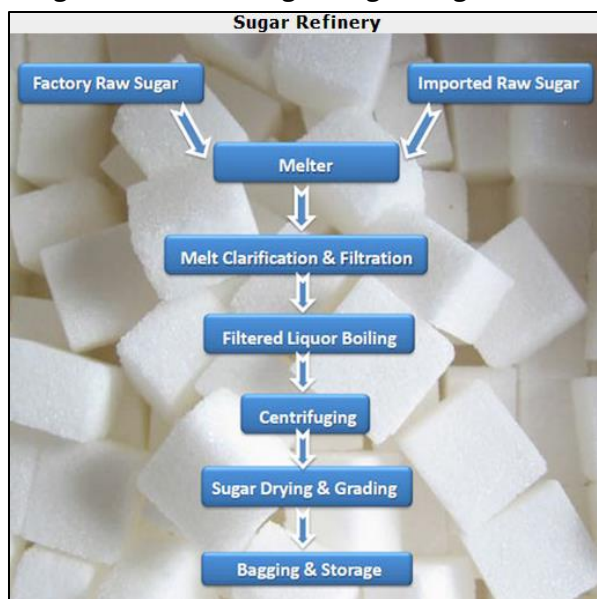 Sugar Refinery
Factory Raw Sugar
Imported Raw Sugar
Melter
Melt Clarification & Filtration
Filtered Liquor Boiling
Centrifuging
Sugar Drying & Grading
Bagging & Storage